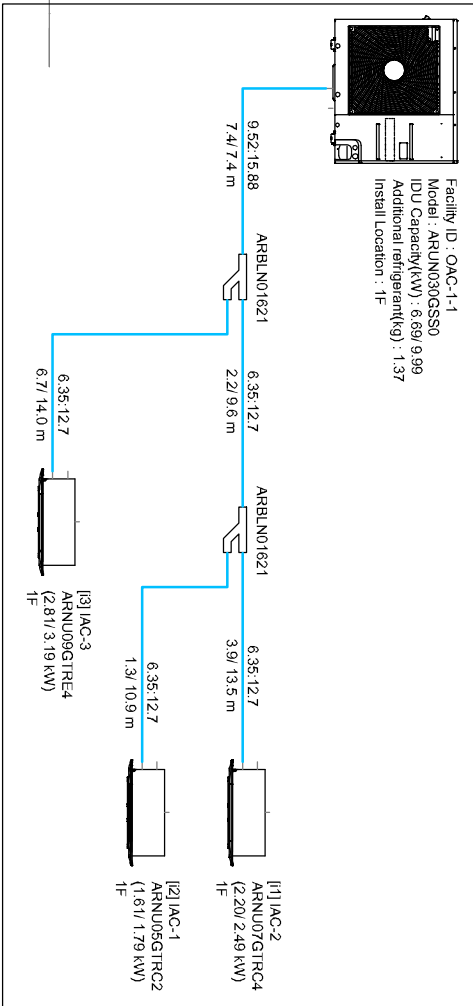 Facility ID : OAC-1-1
Model : ARUN030GSS0
IDU Capacity(kW) : 6.69/ 9.99
Additional refrigerant(kg) : 1.37
Install Location : 1F
9.52:15.88
7.4/ 7.4 m
ARBLN01621
6.35:12.7
2.2/ 9.6 m
ARBLN01621
6.35:12.7
3.9/ 13.5 m
[i1] IAC-2
ARNU07GTRC4
(2.20/ 2.49 kW)
1F
6.35:12.7
1.3/ 10.9 m
[i2] IAC-1
ARNU05GTRC2
(1.61/ 1.79 kW)
1F
6.35:12.7
6.7/ 14.0 m
[i3] IAC-3
ARNU09GTRE4
(2.81/ 3.19 kW)
1F